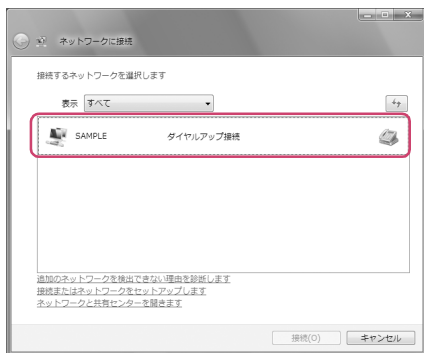 ネットワークに接続
接続するネットワークを選択します
表示 すべて
SAMPLE ダイヤルアップ接続
追加のネットワークを検出できない理由を診断します
接続またはネットワークをセットアップします
ネットワークと共有センターを開きます
接続(O) キャンセル